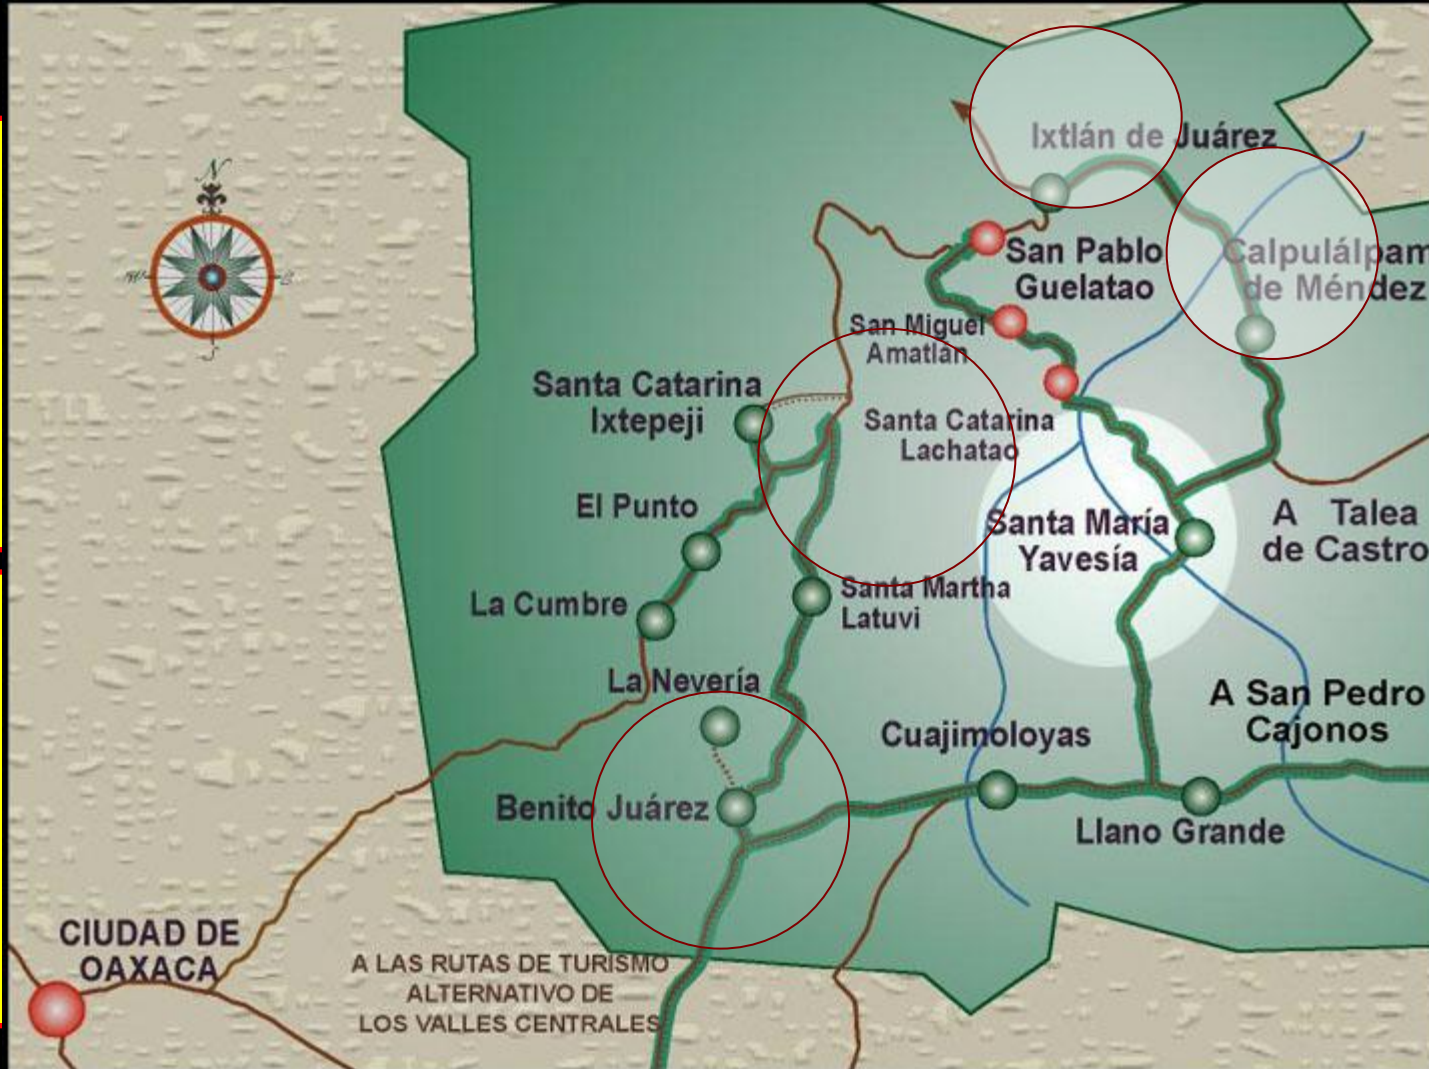 N
Ixtlán de Juárez
San Pablo
Guelatao
Calpulálpam
de Méndez
San Miguel
Amatlán
Santa Catarina
Ixtepeji
Santa Catarina
Lachatao
El Punto
Santa María
Yavesía
A Talea
de Castro
La Cumbre
Santa Martha
Latuvi
La Nevería
A San Pedro
Cajonos
Cuajimoloyas
Benito Juárez
Llano Grande
CIUDAD DE
OAXACA
A LAS RUTAS DE TURISMO
ALTERNATIVO DE
LOS VALLES CENTRALES
S